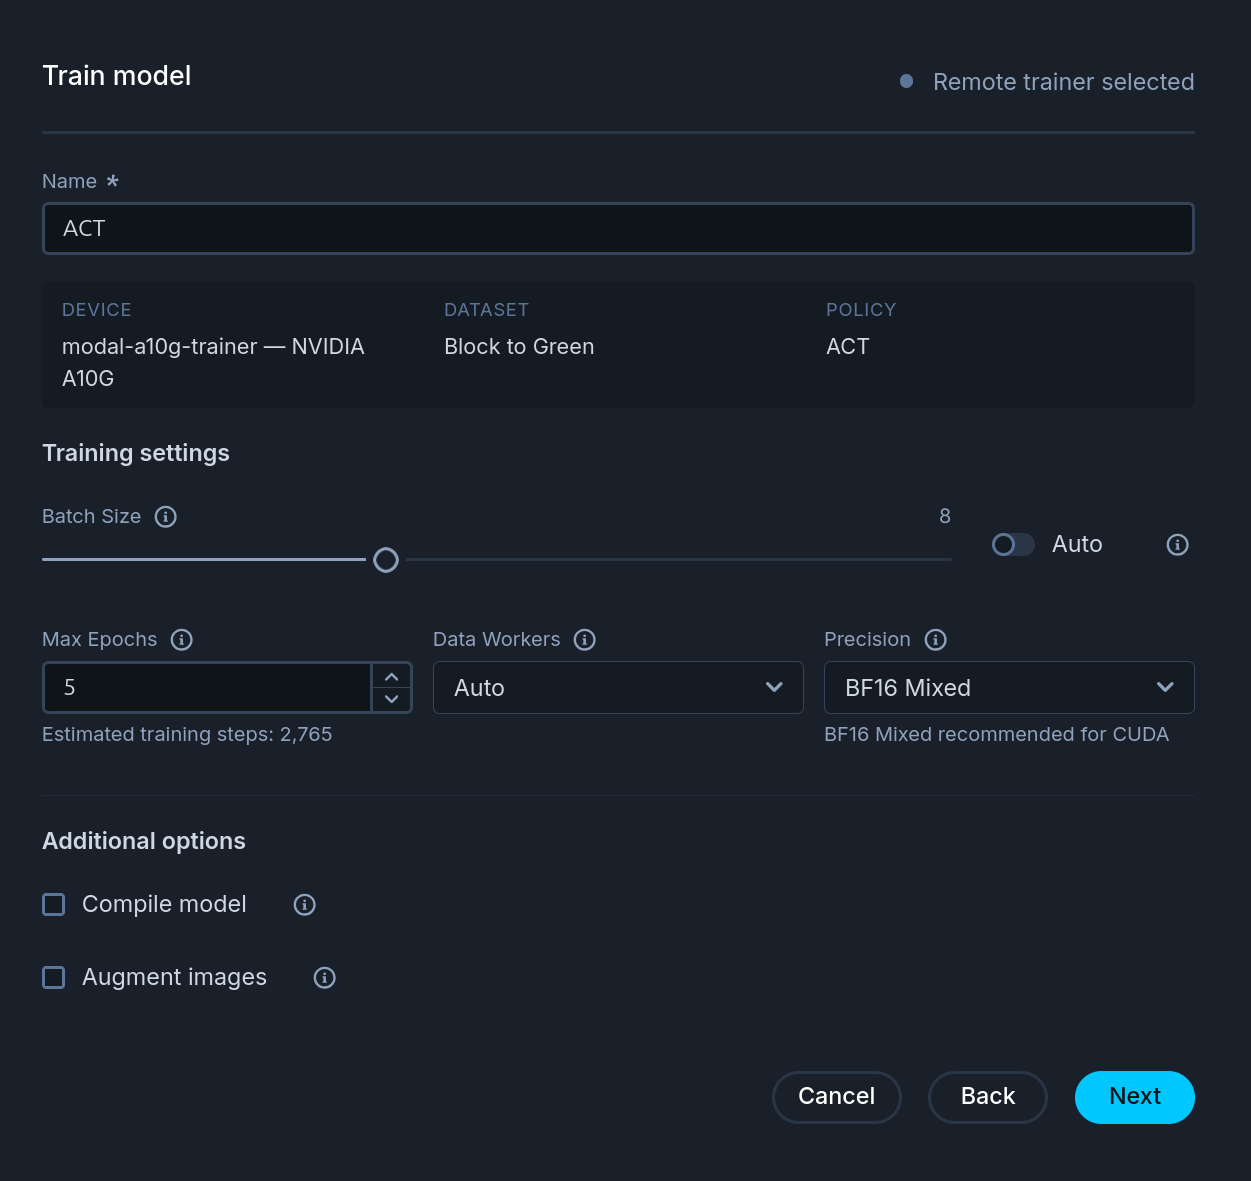 Train model
Remote trainer selected
Name *
ACT
DEVICE
DATASET
POLICY
modal-a10g-trainer — NVIDIA
A10G
Block to Green
ACT
Training settings
Batch Size
8
Auto
Max Epochs
Data Workers
Precision
5
Auto
BF16 Mixed
Estimated training steps: 2,765
BF16 Mixed recommended for CUDA
Additional options
Compile model
Augment images
Cancel
Back
Next